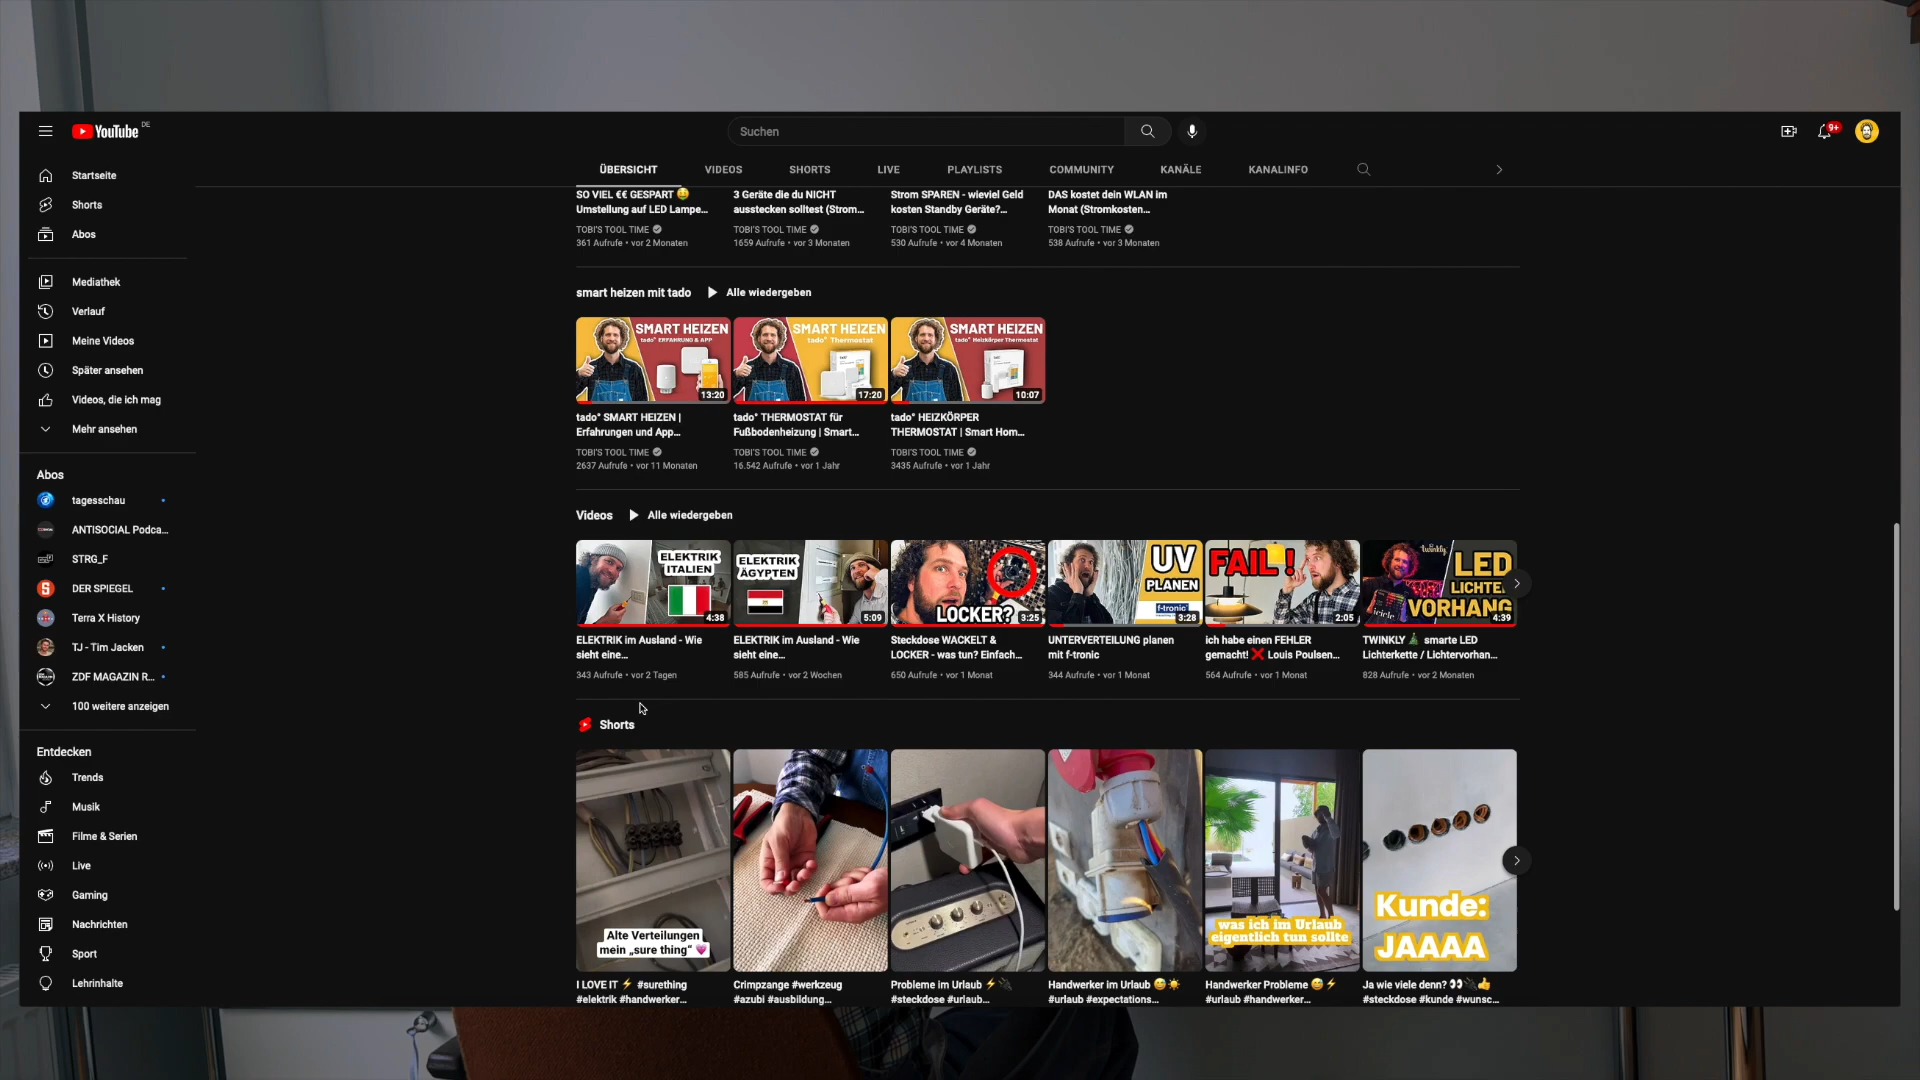 YouTube DE
Suchen
9+
ÜBERSICHT VIDEOS SHORTS LIVE PLAYLISTS COMMUNITY KANÄLE KANALINFO
Startseite
Shorts
Abos
Mediathek
Verlauf
Meine Videos
Später ansehen
Videos, die ich mag
Mehr ansehen
Abos
tagesschau
ANTISOCIAL Podca...
STRG_F
DER SPIEGEL
Terra X History
TJ - Tim Jacken
ZDF MAGAZIN R...
100 weitere anzeigen
Entdecken
Trends
Musik
Filme & Serien
Live
Gaming
Nachrichten
Sport
Lehrinhalte
SO VIEL €€ GESPART 🤑
Umstellung auf LED Lampe...
TOBI'S TOOL TIME
361 Aufrufe • vor 2 Monaten
3 Geräte die du NICHT
ausstecken solltest (Strom...
TOBI'S TOOL TIME
1659 Aufrufe • vor 3 Monaten
Strom SPAREN - wieviel Geld
kosten Standby Geräte?...
TOBI'S TOOL TIME
530 Aufrufe • vor 4 Monaten
DAS kostet dein WLAN im
Monat (Stromkosten...
TOBI'S TOOL TIME
538 Aufrufe • vor 3 Monaten
smart heizen mit tado Alle wiedergeben
SMART HEIZEN
tado° ERFAHRUNG & APP
13:20
tado° SMART HEIZEN |
Erfahrungen und App...
TOBI'S TOOL TIME
2637 Aufrufe • vor 11 Monaten
SMART HEIZEN
tado° Thermostat
17:20
tado° THERMOSTAT für
Fußbodenheizung | Smart...
TOBI'S TOOL TIME
16.542 Aufrufe • vor 1 Jahr
SMART HEIZEN
tado° Heizkörper Thermostat
10:07
tado° HEIZKÖRPER
THERMOSTAT | Smart Hom...
TOBI'S TOOL TIME
3435 Aufrufe • vor 1 Jahr
Videos Alle wiedergeben
ELEKTRIK
ITALIEN
4:38
ELEKTRIK im Ausland - Wie
sieht eine...
343 Aufrufe • vor 2 Tagen
ELEKTRIK
ÄGYPTEN
5:09
ELEKTRIK im Ausland - Wie
sieht eine...
585 Aufrufe • vor 2 Wochen
LOCKER?
3:25
Steckdose WACKELT &
LOCKER - was tun? Einfach...
650 Aufrufe • vor 1 Monat
UV
PLANEN
f-tronic
3:28
UNTERVERTEILUNG planen
mit f-tronic
344 Aufrufe • vor 1 Monat
FAIL !
2:05
ich habe einen FEHLER
gemacht! ❌ Louis Poulsen...
564 Aufrufe • vor 1 Monat
twinkly
LED
LICHTER
VORHANG
icicle
4:39
TWINKLY 🎄 smarte LED
Lichterkette / Lichtervorhan...
828 Aufrufe • vor 2 Monaten
Shorts
Alte Verteilungen
mein „sure thing“ 💗
I LOVE IT ⚡ #surething
#elektrik #handwerker...
Crimpzange #werkzeug
#azubi #ausbildung...
Probleme im Urlaub ⚡🔌
#steckdose #urlaub...
Handwerker im Urlaub 😅☀️
#urlaub #expectations...
was ich im Urlaub
eigentlich tun sollte
Handwerker Probleme 😅⚡
#urlaub #handwerker...
Kunde:
JAAAA
Ja wie viele denn? 👀🔌👍
#steckdose #kunde #wunsc...